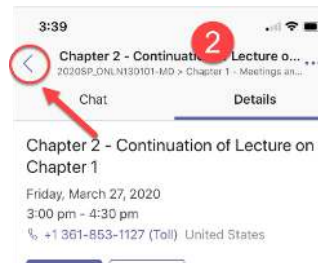 3:39
2
Chapter 2 - Continuation of Lecture o... ...
2020SP_ONLN130101-MD > Chapter 1 - Meetings an...
Chat Details
Chapter 2 - Continuation of Lecture on
Chapter 1
Friday, March 27, 2020
3:00 pm - 4:30 pm
+1 361-853-1127 (Toll) United States